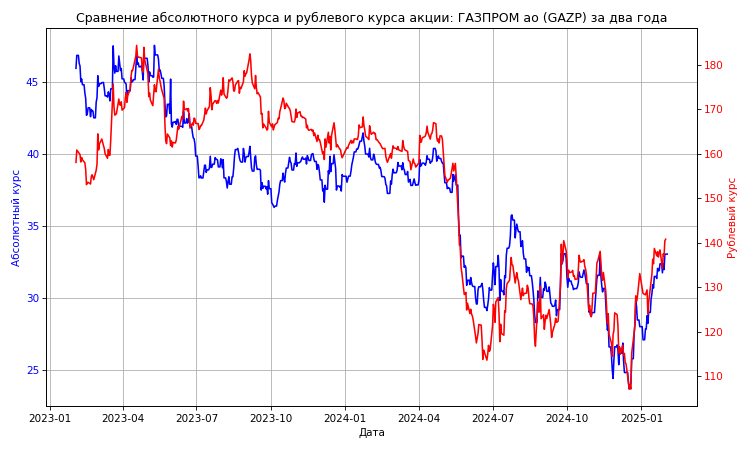 Сравнение абсолютного курса и рублевого курса акции: ГАЗПРОМ ао (GAZP) за два года
Абсолютный курс
45
40
35
30
25
180
170
160
150
140
130
120
110
Рублевый курс
2023-01 2023-04 2023-07 2023-10 2024-01 2024-04 2024-07 2024-10 2025-01
Дата